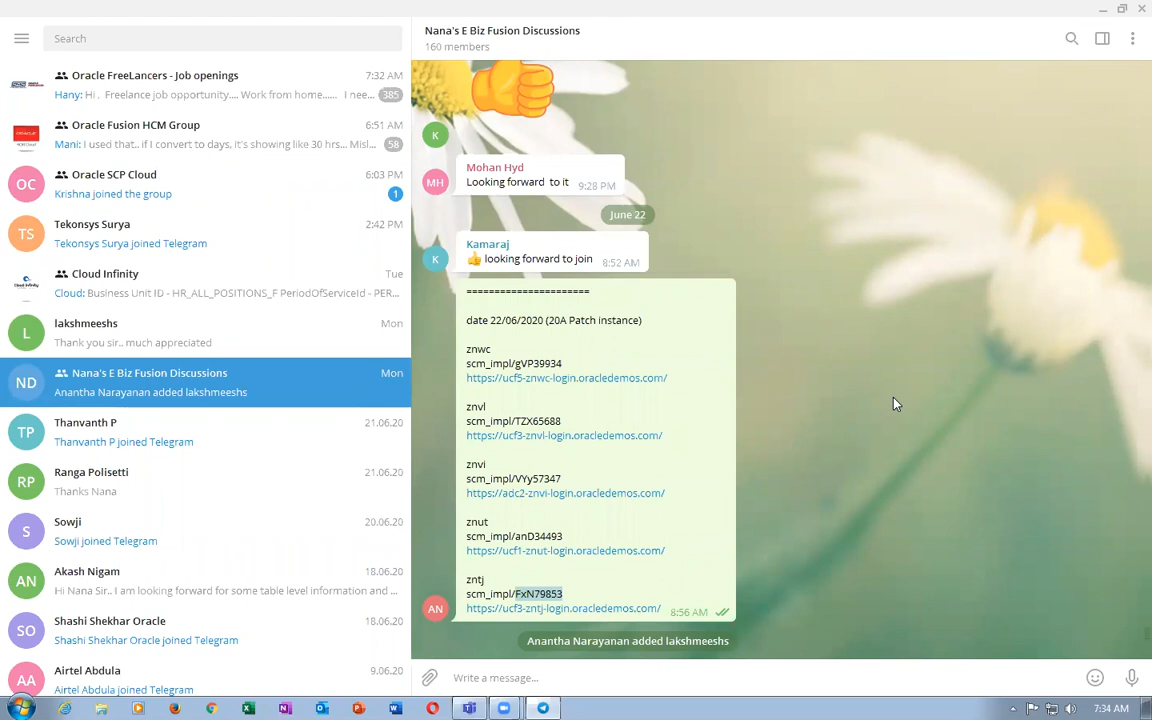 Search
Oracle FreeLancers - Job openings 7:32 AM
Hany: Hi . Freelance job opportunity.... Work from home...... I nee... 385
Oracle Fusion HCM Group 6:51 AM
Mani: I used that.. if I convert to days, it's showing like 30 hrs... Misl... 58
OC
Oracle SCP Cloud 6:03 PM
Krishna joined the group 1
TS
Tekonsys Surya 2:42 PM
Tekonsys Surya joined Telegram
Cloud Infinity Tue
Cloud: Business Unit ID - HR_ALL_POSITIONS_F PeriodOfServiceId - PER...
L
lakshmeeshs Mon
Thank you sir.. much appreciated
ND
Nana's E Biz Fusion Discussions Mon
Anantha Narayanan added lakshmeeshs
TP
Thanvanth P 21.06.20
Thanvanth P joined Telegram
RP
Ranga Polisetti 21.06.20
Thanks Nana
S
Sowji 20.06.20
Sowji joined Telegram
AN
Akash Nigam 18.06.20
Hi Nana Sir.. I am looking forward for some table level information and ...
SO
Shashi Shekhar Oracle 18.06.20
Shashi Shekhar Oracle joined Telegram
AA
Airtel Abdula 9.06.20
Airtel Abdula joined Telegram
Nana's E Biz Fusion Discussions
160 members
K
Mohan Hyd
MH
Looking forward to it 9:28 PM
June 22
Kamaraj
K
looking forward to join 8:52 AM
======================
date 22/06/2020 (20A Patch instance)
znwc
scm_impl/gVP39934
https://ucf5-znwc-login.oracledemos.com/
znvl
scm_impl/TZX65688
https://ucf3-znvl-login.oracledemos.com/
znvi
scm_impl/VYy57347
https://adc2-znvi-login.oracledemos.com/
znut
scm_impl/anD34493
https://ucf1-znut-login.oracledemos.com/
zntj
scm_impl/FxN79853
AN
https://ucf3-zntj-login.oracledemos.com/ 8:56 AM
Anantha Narayanan added lakshmeeshs
Write a message...
7:34 AM